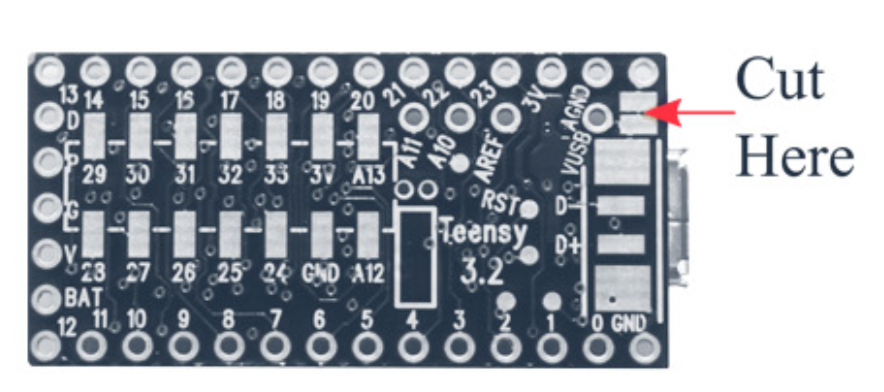 Cut
Here
13 14 15 16 17 18 19 20 21 22 23 3V AGND
D
P
G
V
BAT
12
29 30 31 32 33 3V A13
A11 A10 AREF VUSB
RST D-
Teensy
3.2
D+
28 27 26 25 24 GND A12
11 10 9 8 7 6 5 4 3 2 1 0 GND